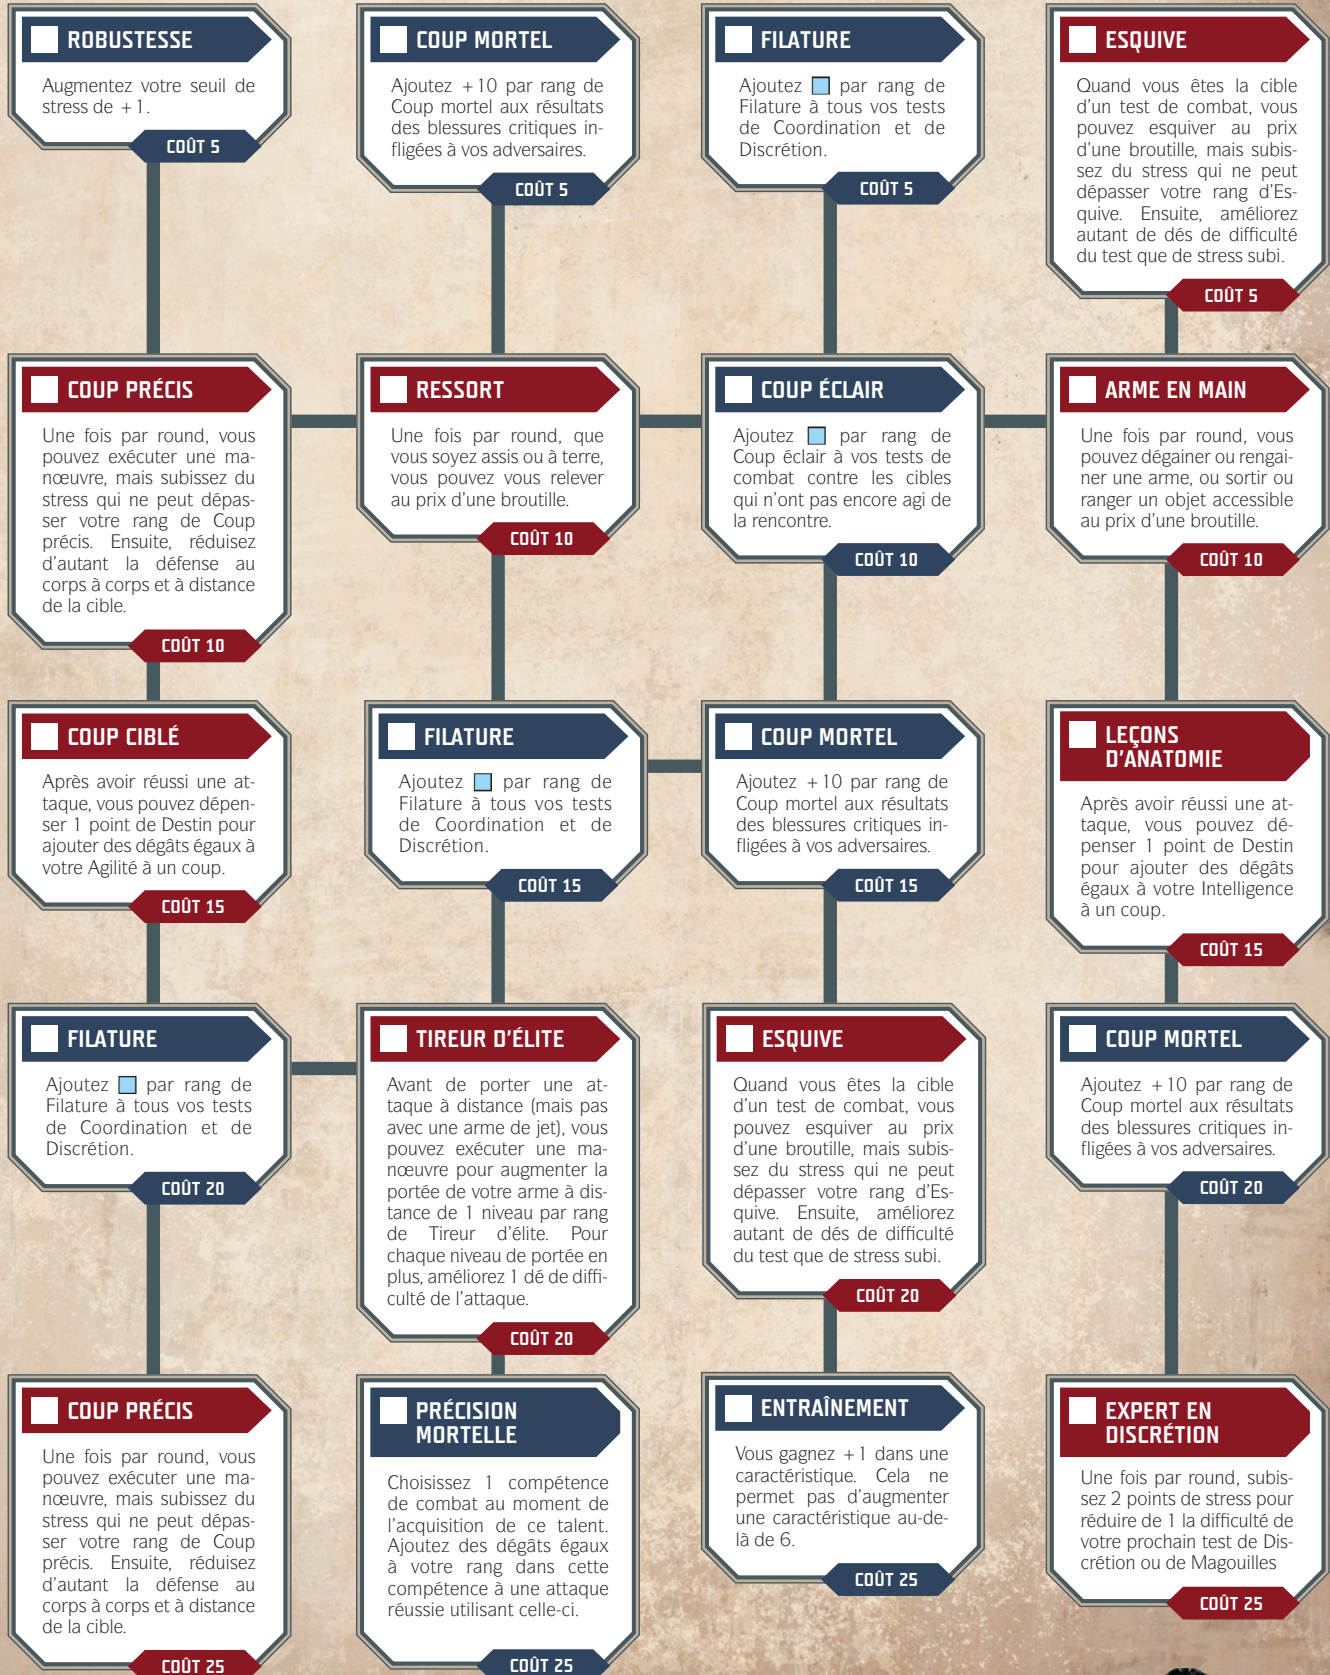 ROBUSTESSE
Augmentez votre seuil de
stress de +1.
COÛT 5
COUP MORTEL
Ajoutez +10 par rang de
Coup mortel aux résultats
des blessures critiques in-
fligées à vos adversaires.
COÛT 5
FILATURE
Ajoutez par rang de
Filature à tous vos tests
de Coordination et de
Discrétion.
COÛT 5
ESQUIVE
Quand vous êtes la cible
d'un test de combat, vous
pouvez esquiver au prix
d'une broutille, mais subis-
sez du stress qui ne peut
dépasser votre rang d'Es-
quive. Ensuite, améliorez
autant de dés de difficulté
du test que de stress subi.
COÛT 5
COUP PRÉCIS
Une fois par round, vous
pouvez exécuter une ma-
nœuvre, mais subissez du
stress qui ne peut dépas-
ser votre rang de Coup
précis. Ensuite, réduisez
d'autant la défense au
corps à corps et à distance
de la cible.
COÛT 10
RESSORT
Une fois par round, que
vous soyez assis ou à terre,
vous pouvez vous relever
au prix d'une broutille.
COÛT 10
COUP ÉCLAIR
Ajoutez par rang de
Coup éclair à vos tests de
combat contre les cibles
qui n'ont pas encore agi de
la rencontre.
COÛT 10
ARME EN MAIN
Une fois par round, vous
pouvez dégainer ou rengai-
ner une arme, ou sortir ou
ranger un objet accessible
au prix d'une broutille.
COÛT 10
COUP CIBLÉ
Après avoir réussi une at-
taque, vous pouvez dépen-
ser 1 point de Destin pour
ajouter des dégâts égaux à
votre Agilité à un coup.
COÛT 15
FILATURE
Ajoutez par rang de
Filature à tous vos tests
de Coordination et de
Discrétion.
COÛT 15
COUP MORTEL
Ajoutez +10 par rang de
Coup mortel aux résultats
des blessures critiques in-
fligées à vos adversaires.
COÛT 15
LEÇONS
D'ANATOMIE
Après avoir réussi une at-
taque, vous pouvez dé-
penser 1 point de Destin
pour ajouter des dégâts
égaux à votre Intelligence
à un coup.
COÛT 15
FILATURE
Ajoutez par rang de
Filature à tous vos tests
de Coordination et de
Discrétion.
COÛT 20
TIREUR D'ÉLITE
Avant de porter une at-
taque à distance (mais pas
avec une arme de jet), vous
pouvez exécuter une ma-
nœuvre pour augmenter la
portée de votre arme à dis-
tance de 1 niveau par rang
de Tireur d'élite. Pour
chaque niveau de portée en
plus, améliorez 1 dé de diffi-
culté de l'attaque.
COÛT 20
ESQUIVE
Quand vous êtes la cible
d'un test de combat, vous
pouvez esquiver au prix
d'une broutille, mais subis-
sez du stress qui ne peut
dépasser votre rang d'Es-
quive. Ensuite, améliorez
autant de dés de difficulté
du test que de stress subi.
COÛT 20
COUP MORTEL
Ajoutez +10 par rang de
Coup mortel aux résultats
des blessures critiques in-
fligées à vos adversaires.
COÛT 20
COUP PRÉCIS
Une fois par round, vous
pouvez exécuter une ma-
nœuvre, mais subissez du
stress qui ne peut dépas-
ser votre rang de Coup
précis. Ensuite, réduisez
d'autant la défense au
corps à corps et à distance
de la cible.
COÛT 25
PRÉCISION
MORTELLE
Choisissez 1 compétence
de combat au moment de
l'acquisition de ce talent.
Ajoutez des dégâts égaux
à votre rang dans cette
compétence à une attaque
réussie utilisant celle-ci.
COÛT 25
ENTRAÎNEMENT
Vous gagnez +1 dans une
caractéristique. Cela ne
permet pas d'augmenter
une caractéristique au-de-
là de 6.
COÛT 25
EXPERT EN
DISCRÉTION
Une fois par round, subis-
sez 2 points de stress pour
réduire de 1 la difficulté de
votre prochain test de Dis-
crétion ou de Magouilles
COÛT 25